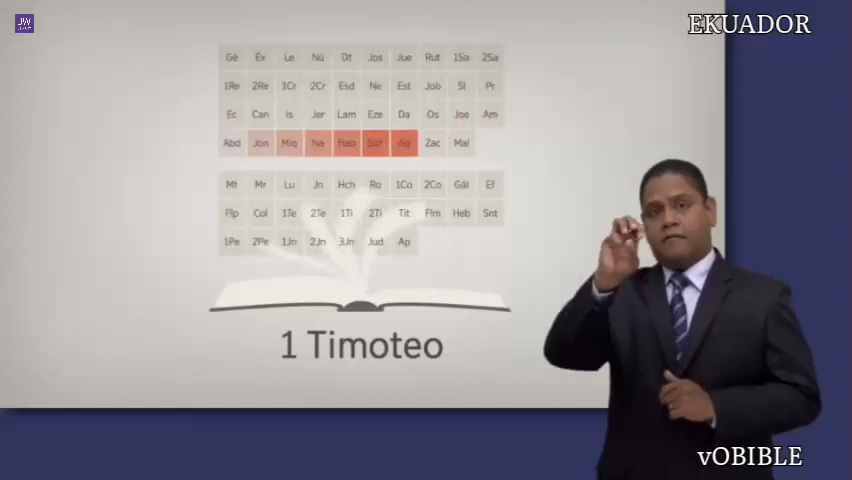 JW
EKUADOR
Gé Éx Le Nú Dt Jos Jue Rut 1Sa 2Sa
1Re 2Re 1Cr 2Cr Esd Ne Est Job Sl Pr
Ec Can Is Jer Lam Eze Da Os Joe Am
Abd Jon Miq Na Hab Sof Ag Zac Mal
Mt Mr Lu Jn Hch Ro 1Co 2Co Gál Ef
Flp Col 1Te 2Te 1Ti 2Ti Tit Flm Heb Snt
1Pe 2Pe 1Jn 2Jn 3Jn Jud Ap
1 Timoteo
vOBIBLE